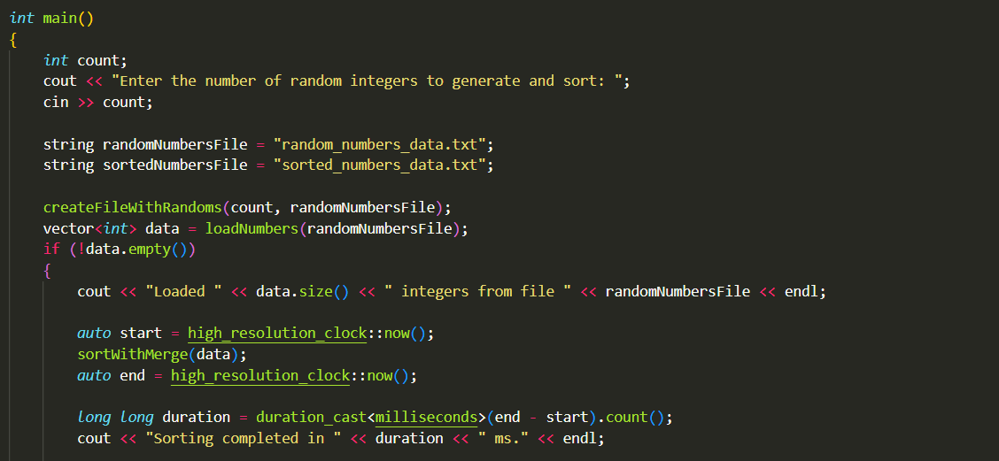 int main()
{
    int count;
    cout << "Enter the number of random integers to generate and sort: ";
    cin >> count;

    string randomNumbersFile = "random_numbers_data.txt";
    string sortedNumbersFile = "sorted_numbers_data.txt";

    createFileWithRandoms(count, randomNumbersFile);
    vector<int> data = loadNumbers(randomNumbersFile);
    if (!data.empty())
    {
        cout << "Loaded " << data.size() << " integers from file " << randomNumbersFile << endl;

        auto start = high_resolution_clock::now();
        sortWithMerge(data);
        auto end = high_resolution_clock::now();

        long long duration = duration_cast<milliseconds>(end - start).count();
        cout << "Sorting completed in " << duration << " ms." << endl;